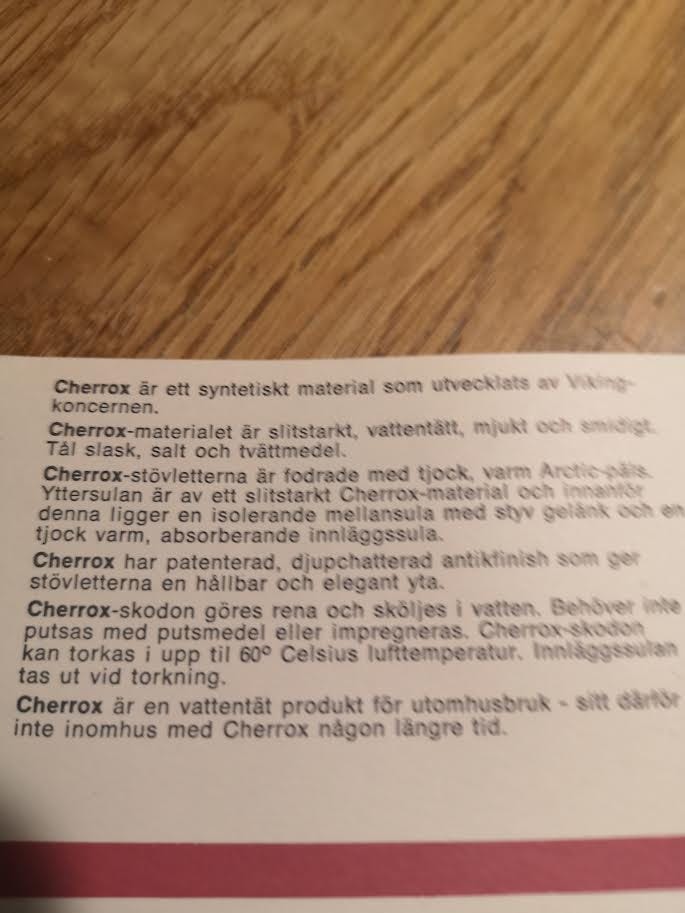 Cherrox är ett syntetiskt material som utvecklats av Viking-
koncernen.
Cherrox-materialet är slitstarkt, vattentätt, mjukt och smidigt.
Tål slask, salt och tvättmedel.
Cherrox-stövletterna är fodrade med tjock, varm Arctic-päls.
Yttersulan är av ett slitstarkt Cherrox-material och innanför
denna ligger en isolerande mellansula med styv gelänk och en
tjock varm, absorberande innläggssula.
Cherrox har patenterad, djupchatterad antikfinish som ger
stövletterna en hållbar och elegant yta.
Cherrox-skodon göres rena och sköljes i vatten. Behöver inte
putsas med putsmedel eller impregneras. Cherrox-skodon
kan torkas i upp til 60° Celsius lufttemperatur. Innläggssulan
tas ut vid torkning.
Cherrox är en vattentät produkt för utomhusbruk - sitt därför
inte inomhus med Cherrox någon längre tid.